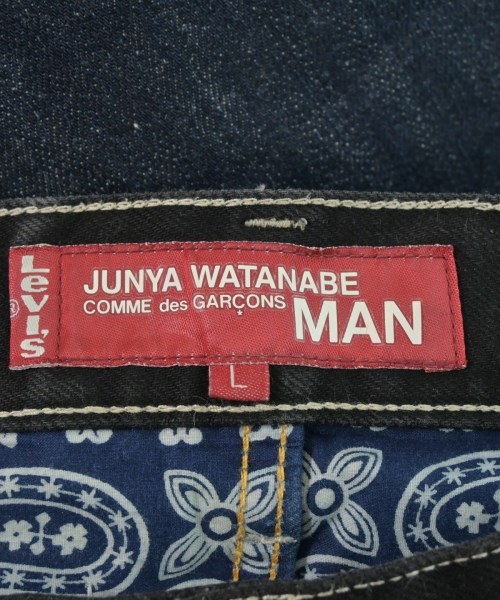 Levi's
®
JUNYA WATANABE
COMME des GARÇONS
MAN
L